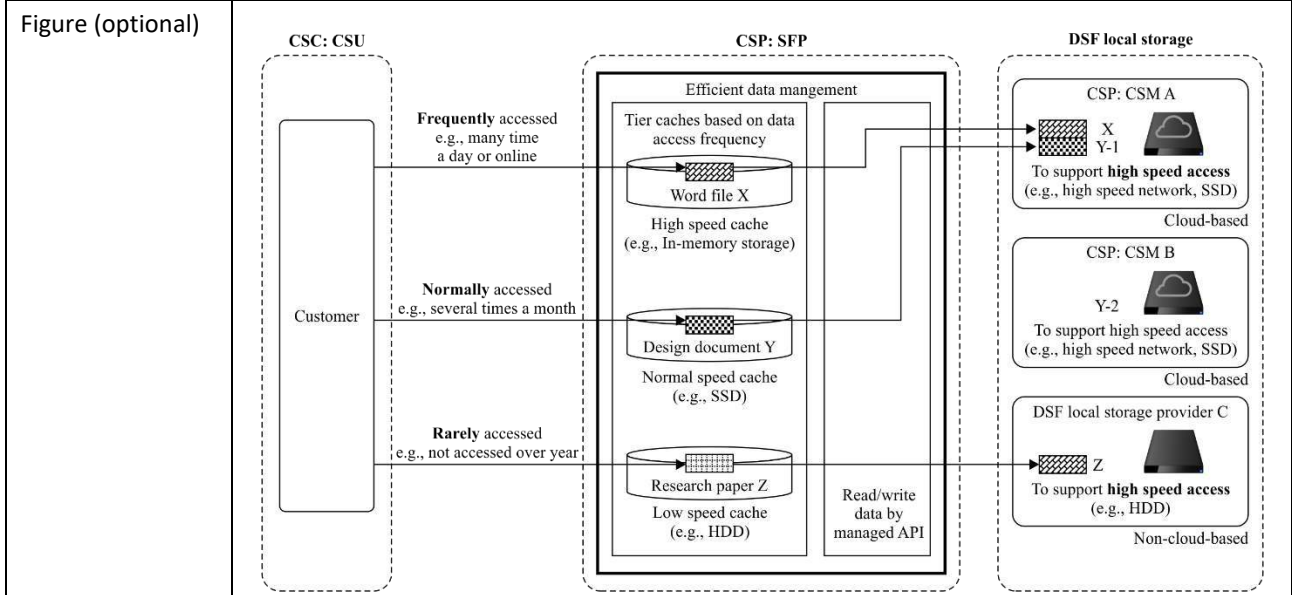 Figure (optional)
CSC: CSU
CSP: SFP
DSF local storage
Customer
Frequently accessed
e.g., many time
a day or online
Normally accessed
e.g., several times a month
Rarely accessed
e.g., not accessed over year
Efficient data mangement
Tier caches based on data
access frequency
Word file X
High speed cache
(e.g., In-memory storage)
Design document Y
Normal speed cache
(e.g., SSD)
Research paper Z
Low speed cache
(e.g., HDD)
Read/write
data by
managed API
CSP: CSM A
X
Y-1
To support high speed access
(e.g., high speed network, SSD)
Cloud-based
CSP: CSM B
Y-2
To support high speed access
(e.g., high speed network, SSD)
Cloud-based
DSF local storage provider C
Z
To support high speed access
(e.g., HDD)
Non-cloud-based